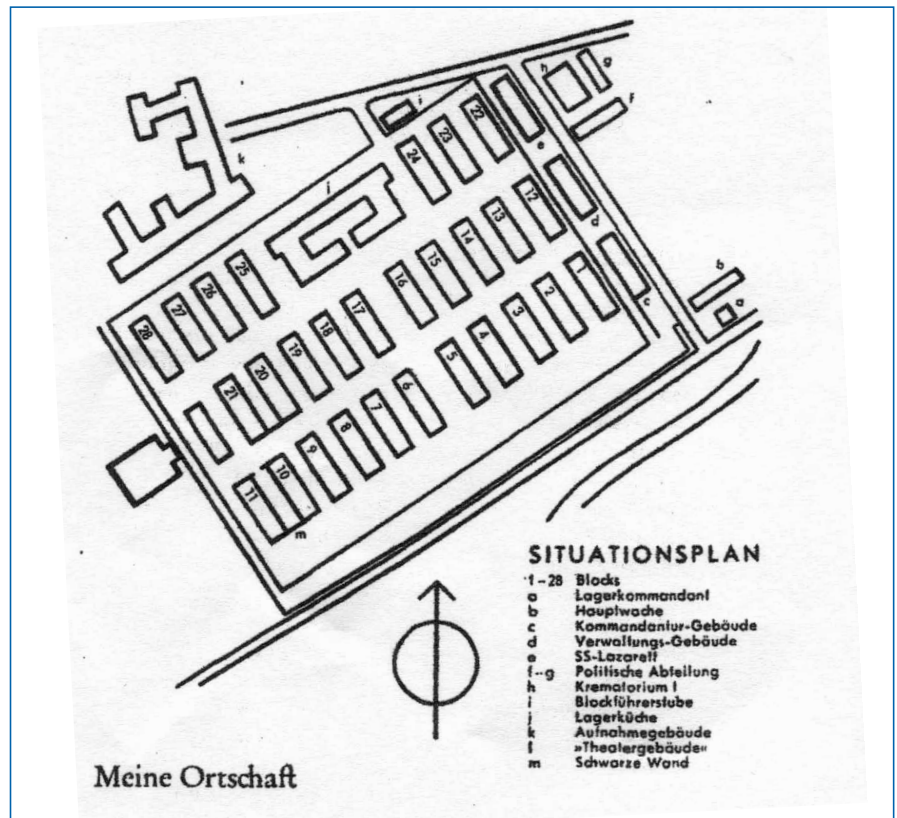 k
j
i
h
g
f
24
23
22
e
28
27
26
25
16
15
14
13
12
d
21
20
19
18
17
5
4
3
2
1
c
b
a
11
10
9
8
7
6
m
SITUATIONSPLAN
1–28 Blocks
a Lagerkommandant
b Hauptwache
c Kommandantur-Gebäude
d Verwaltungs-Gebäude
e SS-Lazarett
f–g Politische Abteilung
h Krematorium I
i Blockführerstube
j Lagerküche
k Aufnahmegebäude
l »Theatergebäude«
m Schwarze Wand
Meine Ortschaft